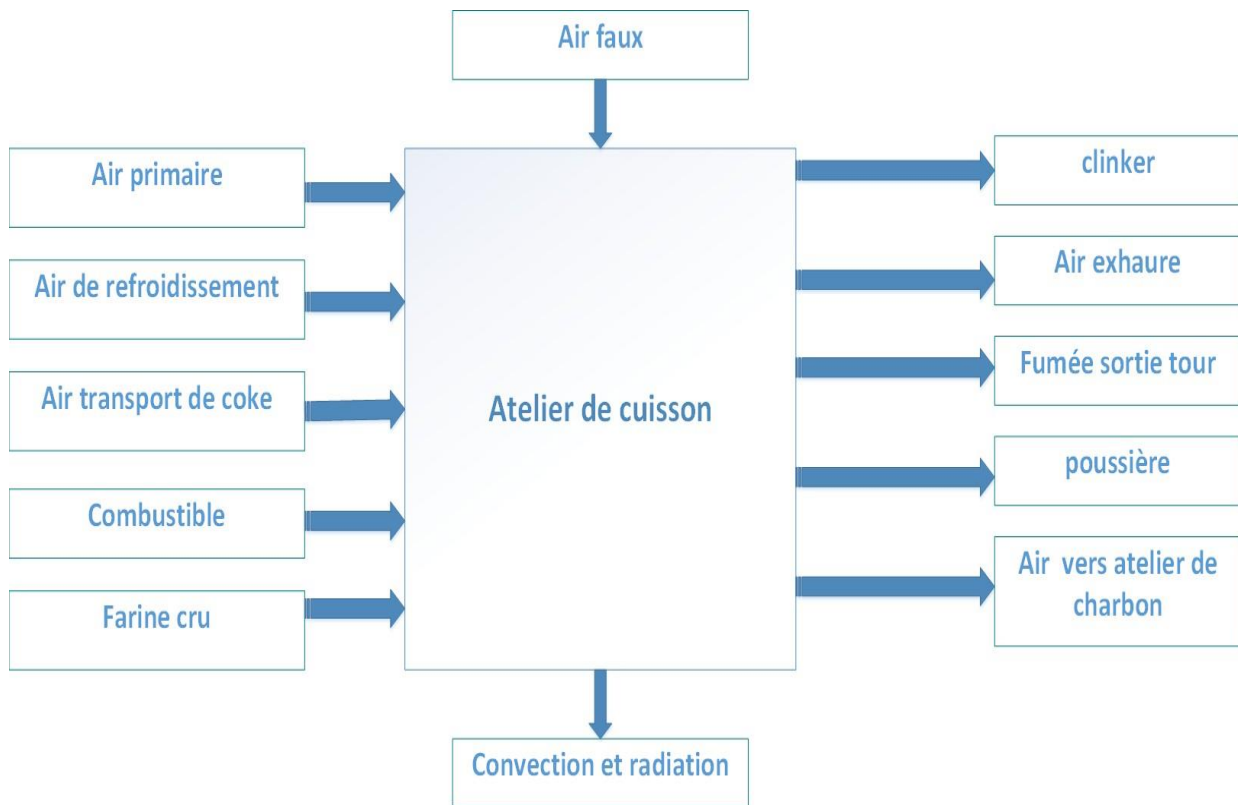 Air faux
Air primaire
Air de refroidissement
Air transport de coke
Combustible
Farine cru
Atelier de cuisson
clinker
Air exhaure
Fumée sortie tour
poussière
Air vers atelier de
charbon
Convection et radiation